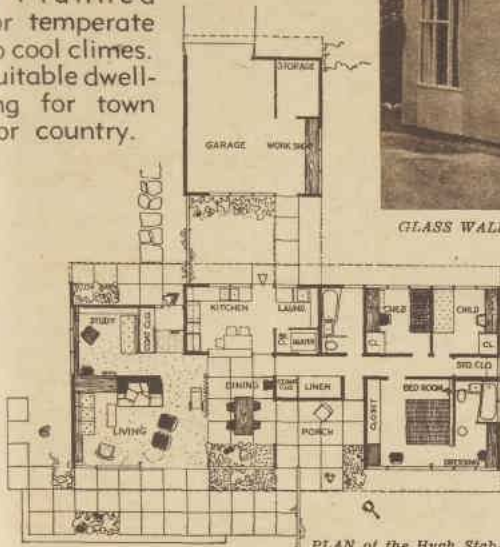 or temperate
cool climes.
uitable dwell-
ng for town
or country.
GLASS WALL
STORAGE
GARAGE
WORK SHOP
KITCHEN
LAUND.
CHILD
CHILD
STUDY
COAT CLO.
HEATER
CL.
CL.
STO. CLO.
DINING
LINEN
BED ROOM
CLOSET
LIVING
PORCH
DRESSING
PLAN of the Hugh Stub